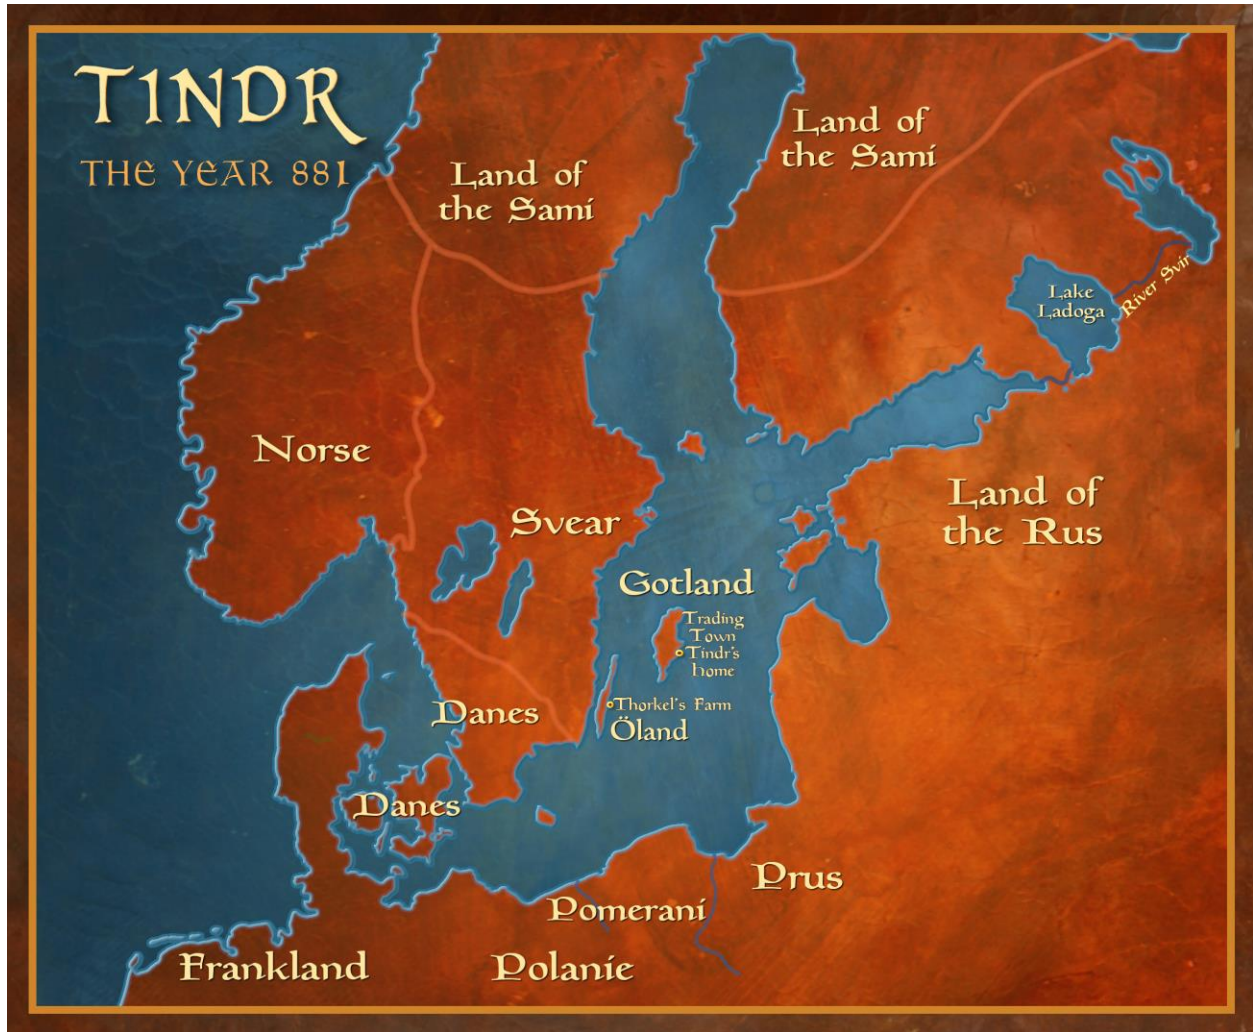 TINDR
THE YEAR 881
Land of
the Sami
Land of
the Sami
Lake
Ladoga
River Svir
Norse
Svear
Land of
the Rus
Gotland
Trading
Town
Tindr's
home
Thorkel's Farm
Öland
Danes
Danes
Prus
Pomerani
Polanie
Frankland